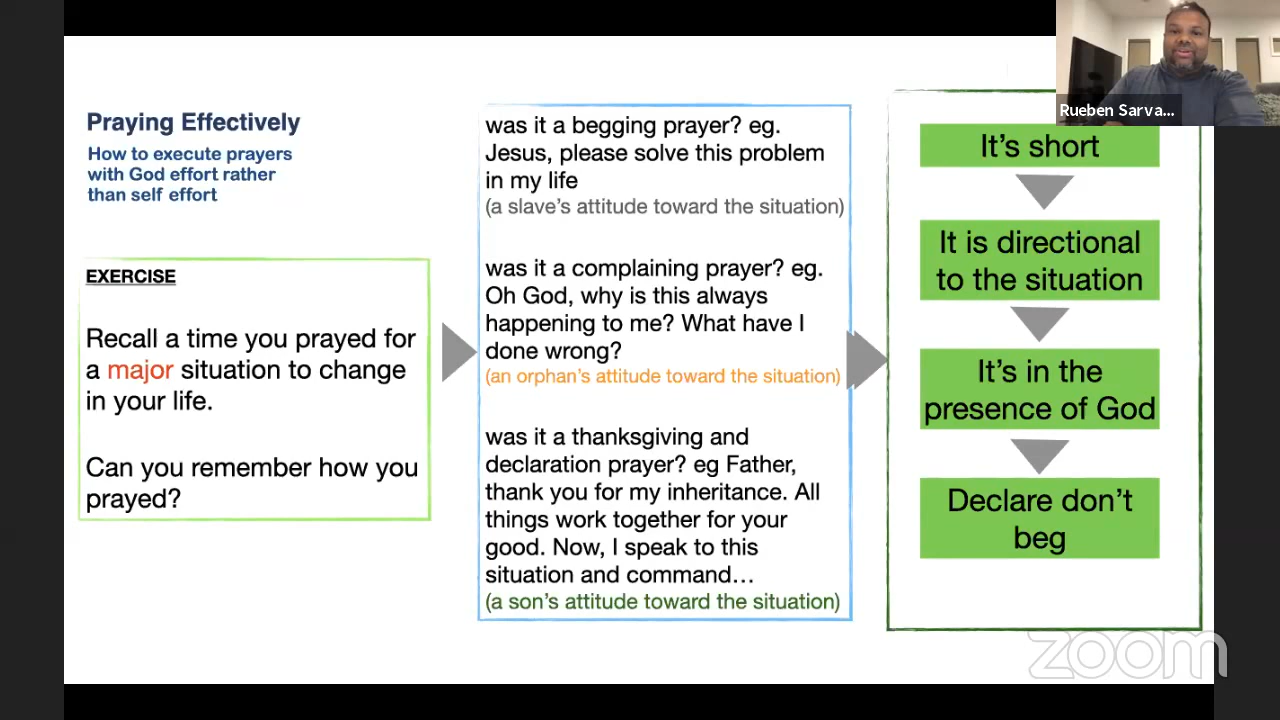 Praying Effectively
How to execute prayers
with God effort rather
than self effort
EXERCISE
Recall a time you prayed for
a major situation to change
in your life.
Can you remember how you
prayed?
was it a begging prayer? eg.
Jesus, please solve this problem
in my life
(a slave's attitude toward the situation)
was it a complaining prayer? eg.
Oh God, why is this always
happening to me? What have I
done wrong?
(an orphan's attitude toward the situation)
was it a thanksgiving and
declaration prayer? eg Father,
thank you for my inheritance. All
things work together for your
good. Now, I speak to this
situation and command…
(a son's attitude toward the situation)
It's short
It is directional
to the situation
It's in the
presence of God
Declare don't
beg
Rueben Sarva...
zoom